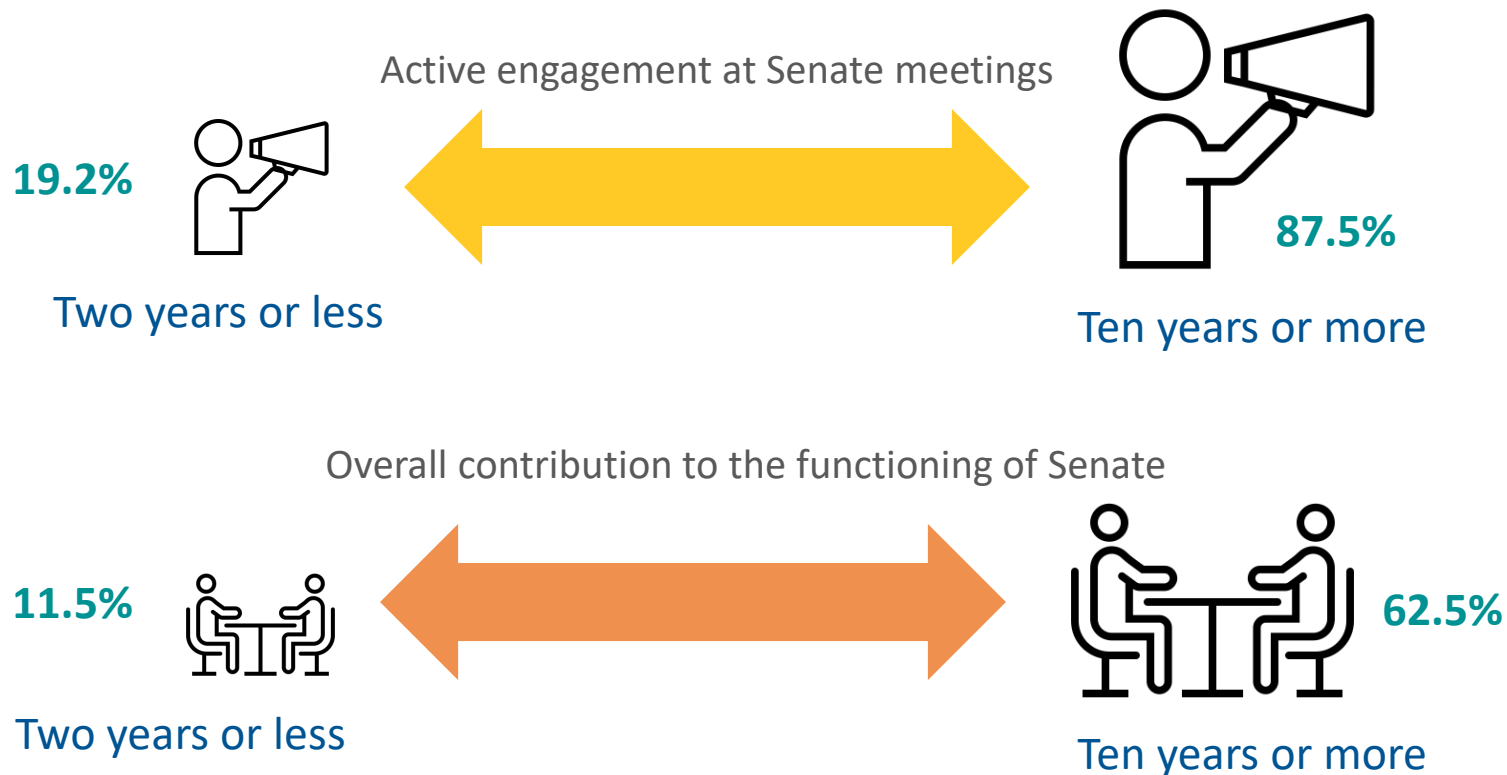 Active engagement at Senate meetings
19.2%
87.5%
Two years or less
Ten years or more
Overall contribution to the functioning of Senate
11.5%
62.5%
Two years or less
Ten years or more